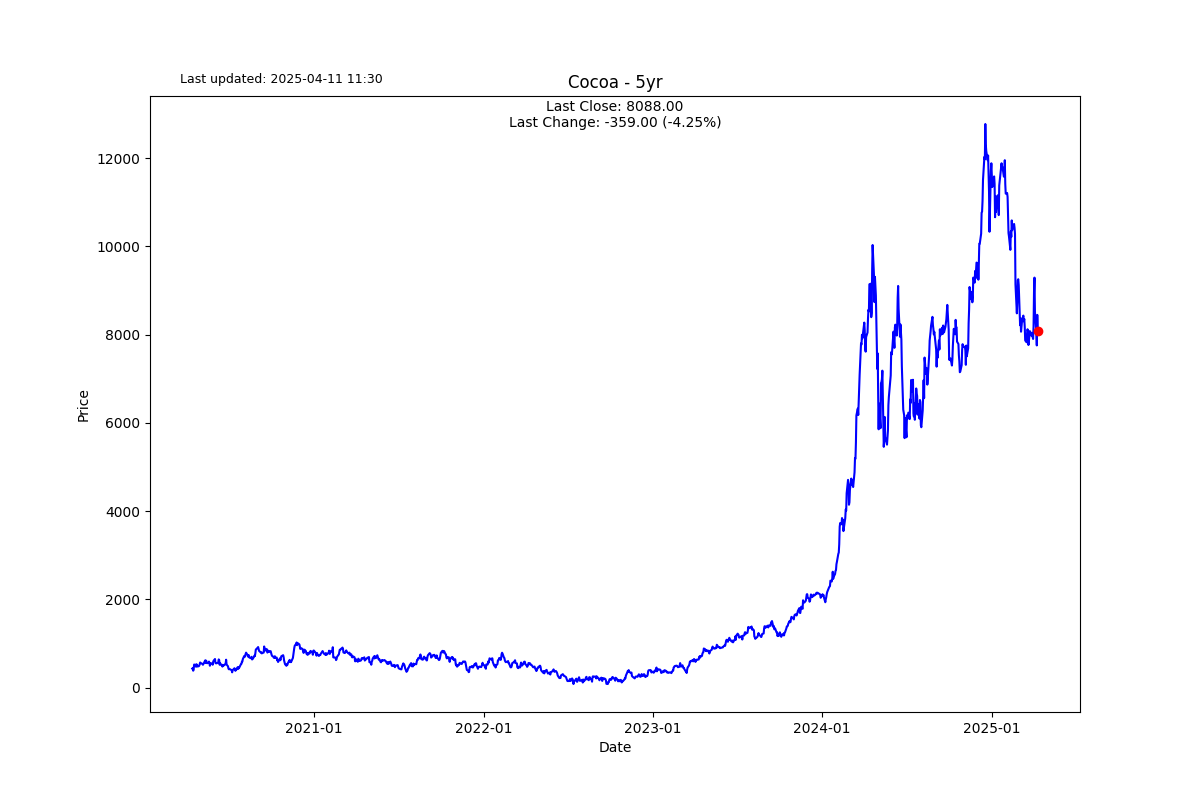 Last updated: 2025-04-11 11:30
Cocoa - 5yr
Last Close: 8088.00
Last Change: -359.00 (-4.25%)
12000
10000
8000
6000
4000
2000
0
Price
2021-01
2022-01
2023-01
2024-01
2025-01
Date